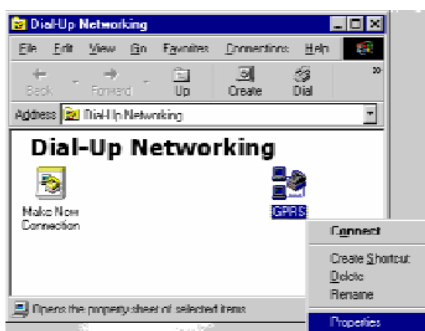 Dial-Up Networking
File Edit View Go Favorites Connections Help
Back Forward Up Create Dial »
Address Dial-Up Networking
Dial-Up Networking
Make New
Connection
GPRS
Connect
Create Shortcut
Delete
Rename
Properties
Opens the property sheet of selected items